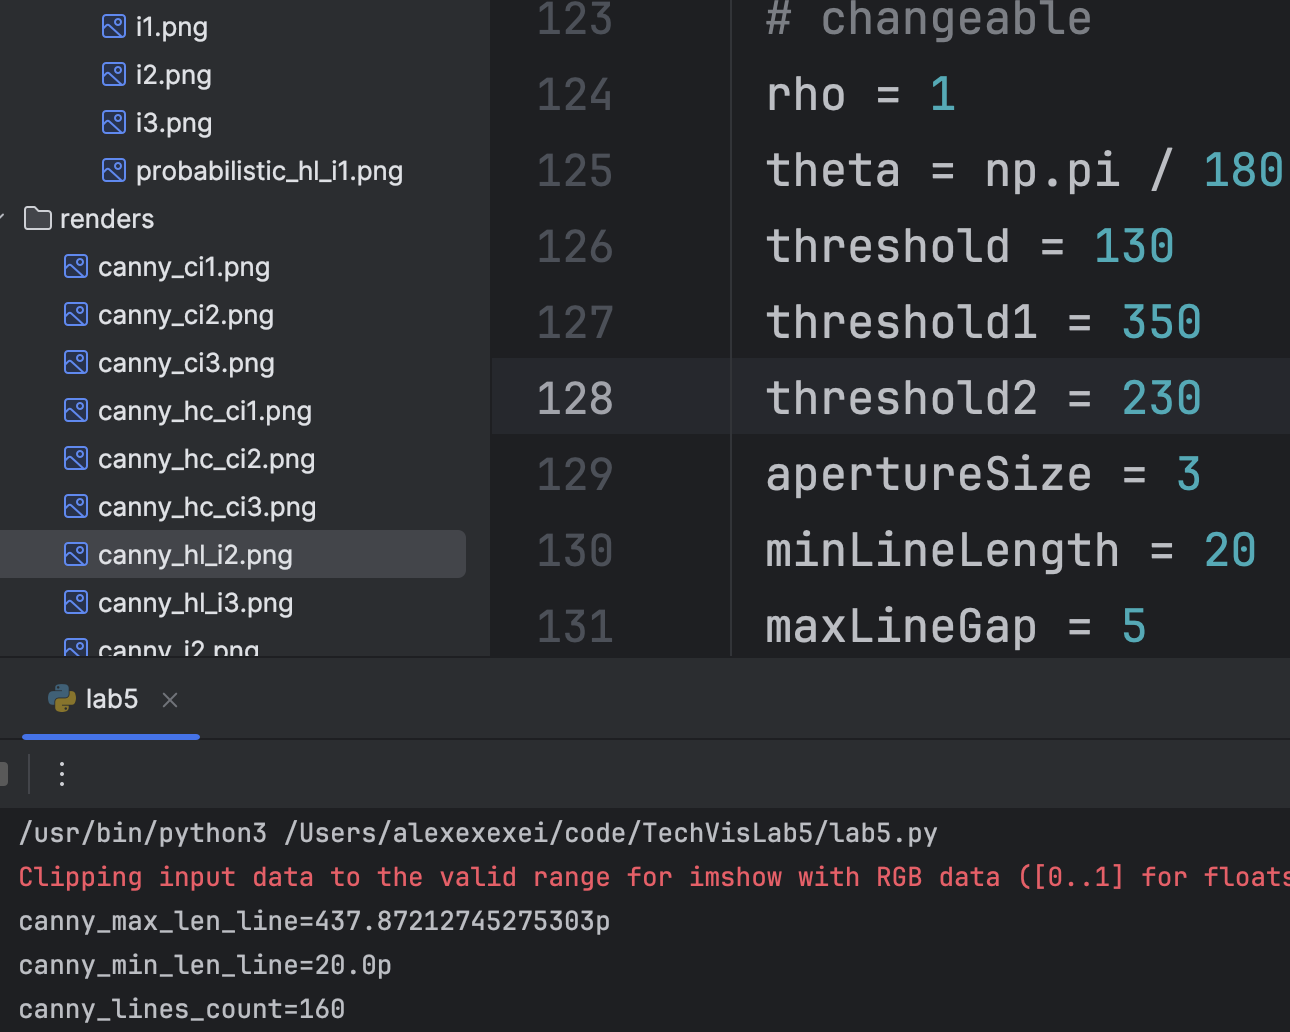 i1.png
i2.png
i3.png
probabilistic_hl_i1.png
renders
canny_ci1.png
canny_ci2.png
canny_ci3.png
canny_hc_ci1.png
canny_hc_ci2.png
canny_hc_ci3.png
canny_hl_i2.png
canny_hl_i3.png
canny_i2.png
123 # changeable
124 rho = 1
125 theta = np.pi / 180
126 threshold = 130
127 threshold1 = 350
128 threshold2 = 230
129 apertureSize = 3
130 minLineLength = 20
131 maxLineGap = 5
lab5
/usr/bin/python3 /Users/alexexexei/code/TechVisLab5/lab5.py
Clipping input data to the valid range for imshow with RGB data ([0..1] for floats
canny_max_len_line=437.87212745275303p
canny_min_len_line=20.0p
canny_lines_count=160